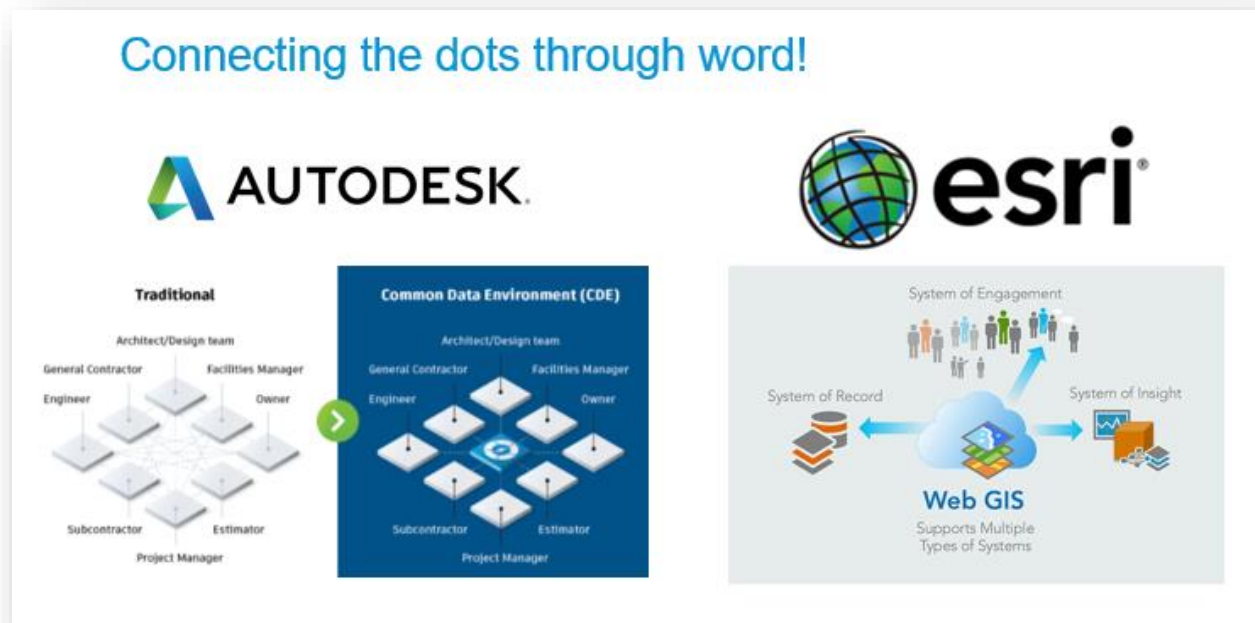 Connecting the dots through word!
AUTODESK.
esri®
Traditional
Architect/Design team
General Contractor
Facilities Manager
Engineer
Owner
Subcontractor
Estimator
Project Manager
Common Data Environment (CDE)
Architect/Design team
General Contractor
Facilities Manager
Engineer
Owner
Subcontractor
Estimator
Project Manager
System of Engagement
System of Record
System of Insight
Web GIS
Supports Multiple
Types of Systems